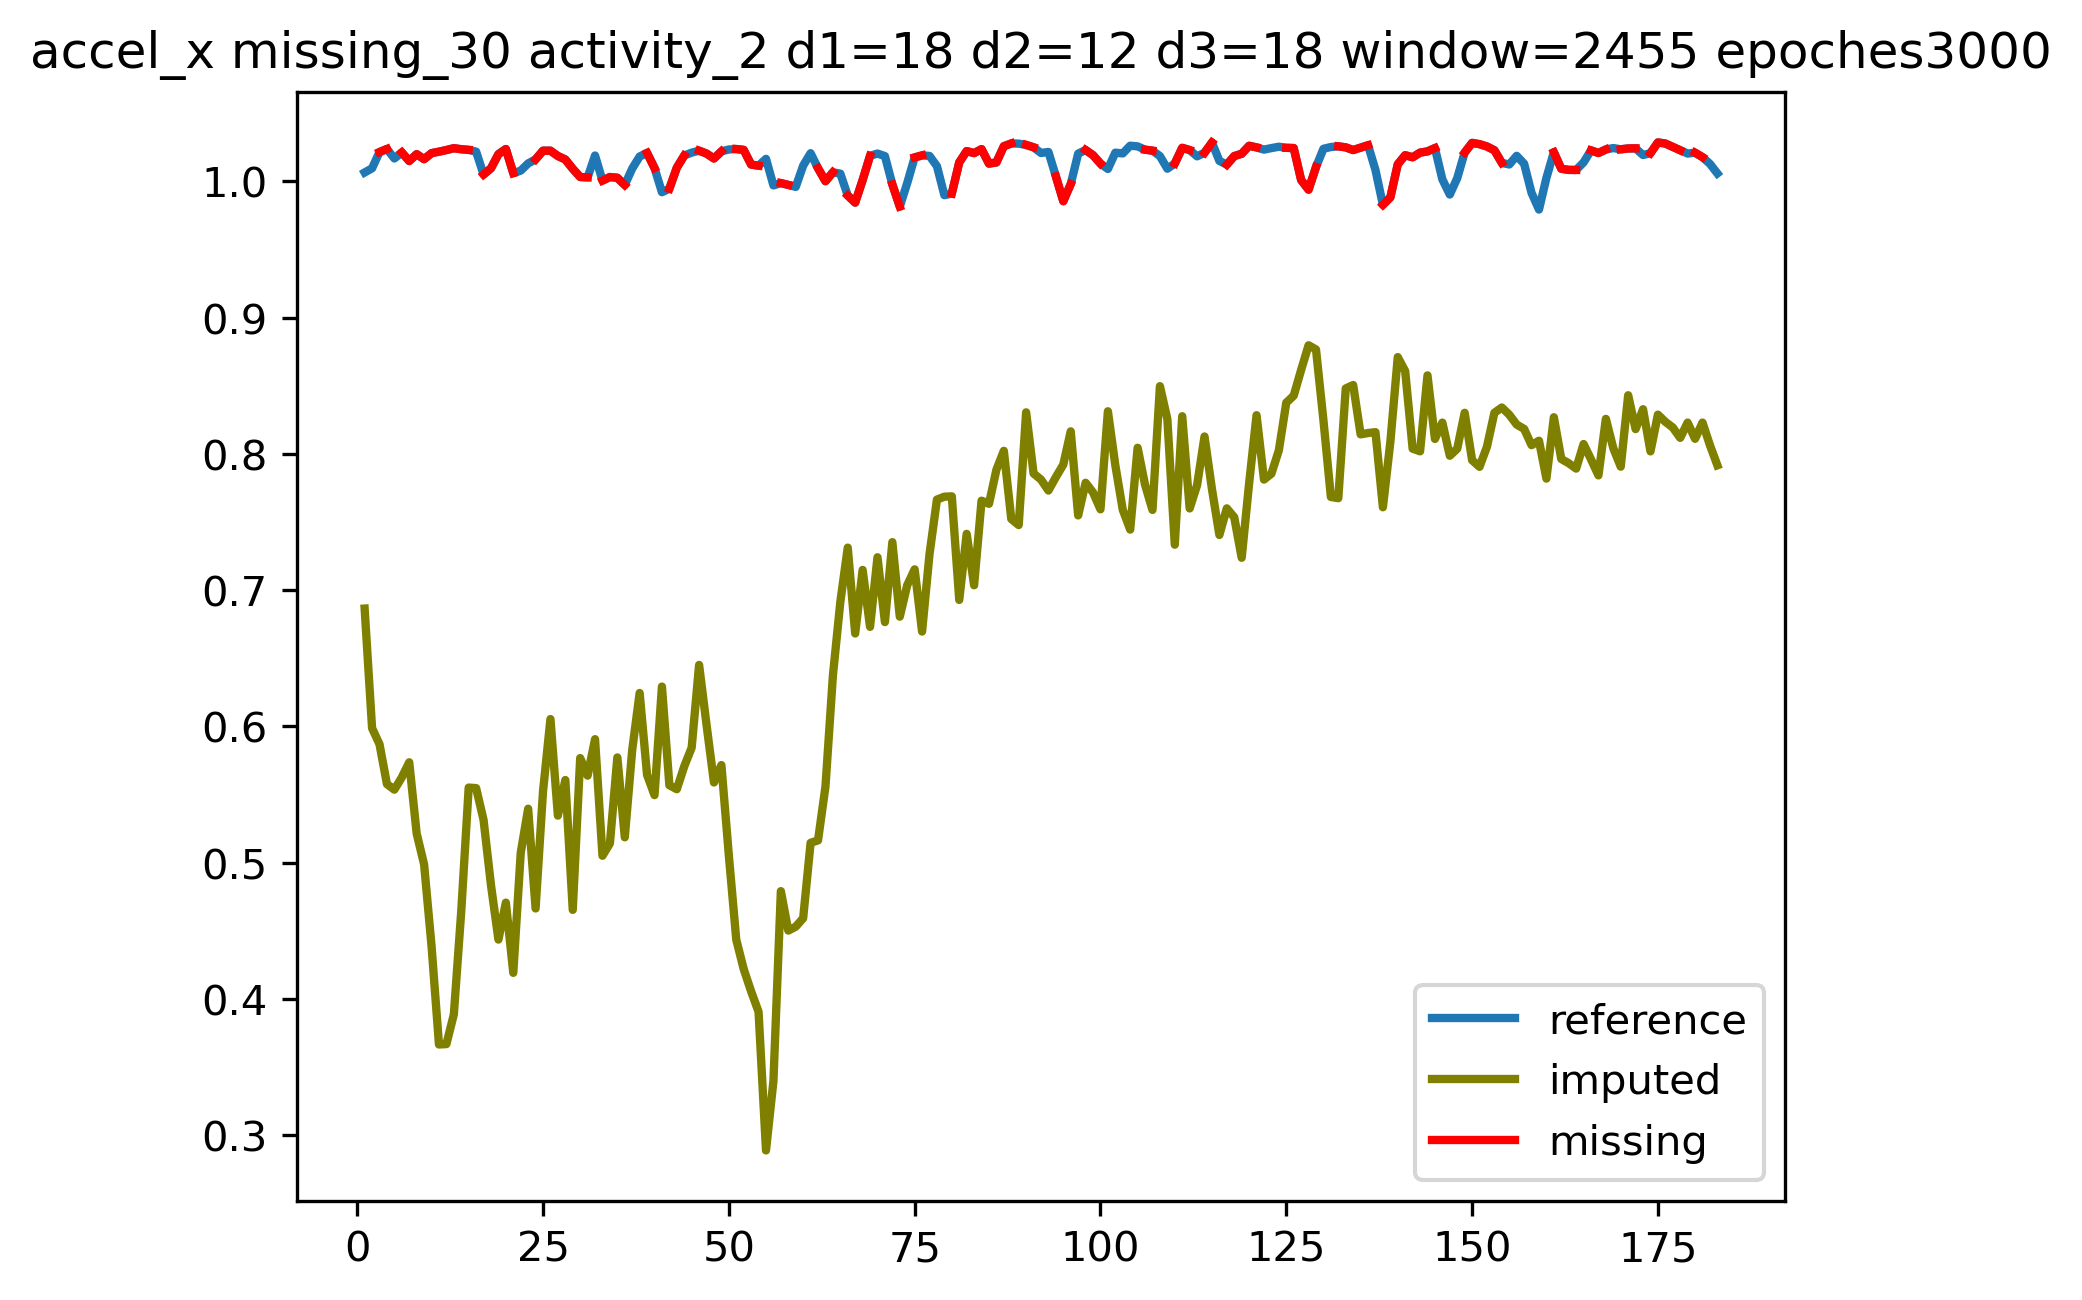 accel_x missing_30 activity_2 d1=18 d2=12 d3=18 window=2455 epoches3000
1.0
0.9
0.8
0.7
0.6
0.5
0.4
0.3
reference
imputed
missing
0 25 50 75 100 125 150 175